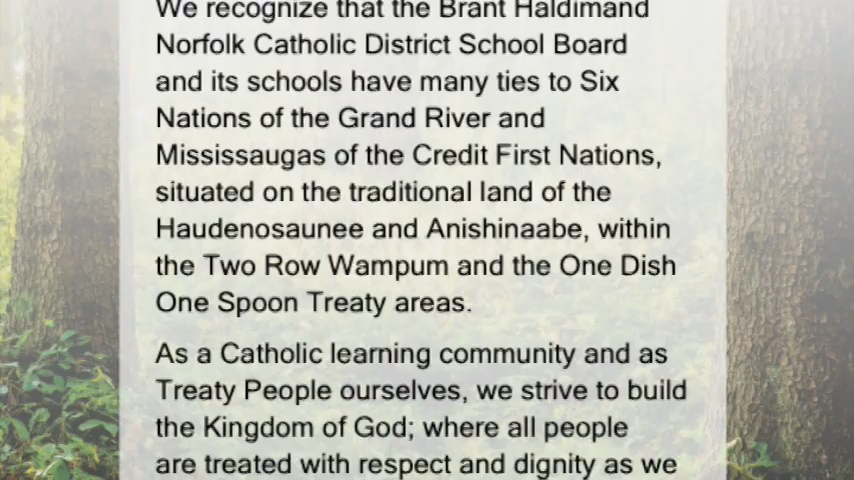 We recognize that the Brant Haldimand
Norfolk Catholic District School Board
and its schools have many ties to Six
Nations of the Grand River and
Mississaugas of the Credit First Nations,
situated on the traditional land of the
Haudenosaunee and Anishinaabe, within
the Two Row Wampum and the One Dish
One Spoon Treaty areas.
As a Catholic learning community and as
Treaty People ourselves, we strive to build
the Kingdom of God; where all people
are treated with respect and dignity as we